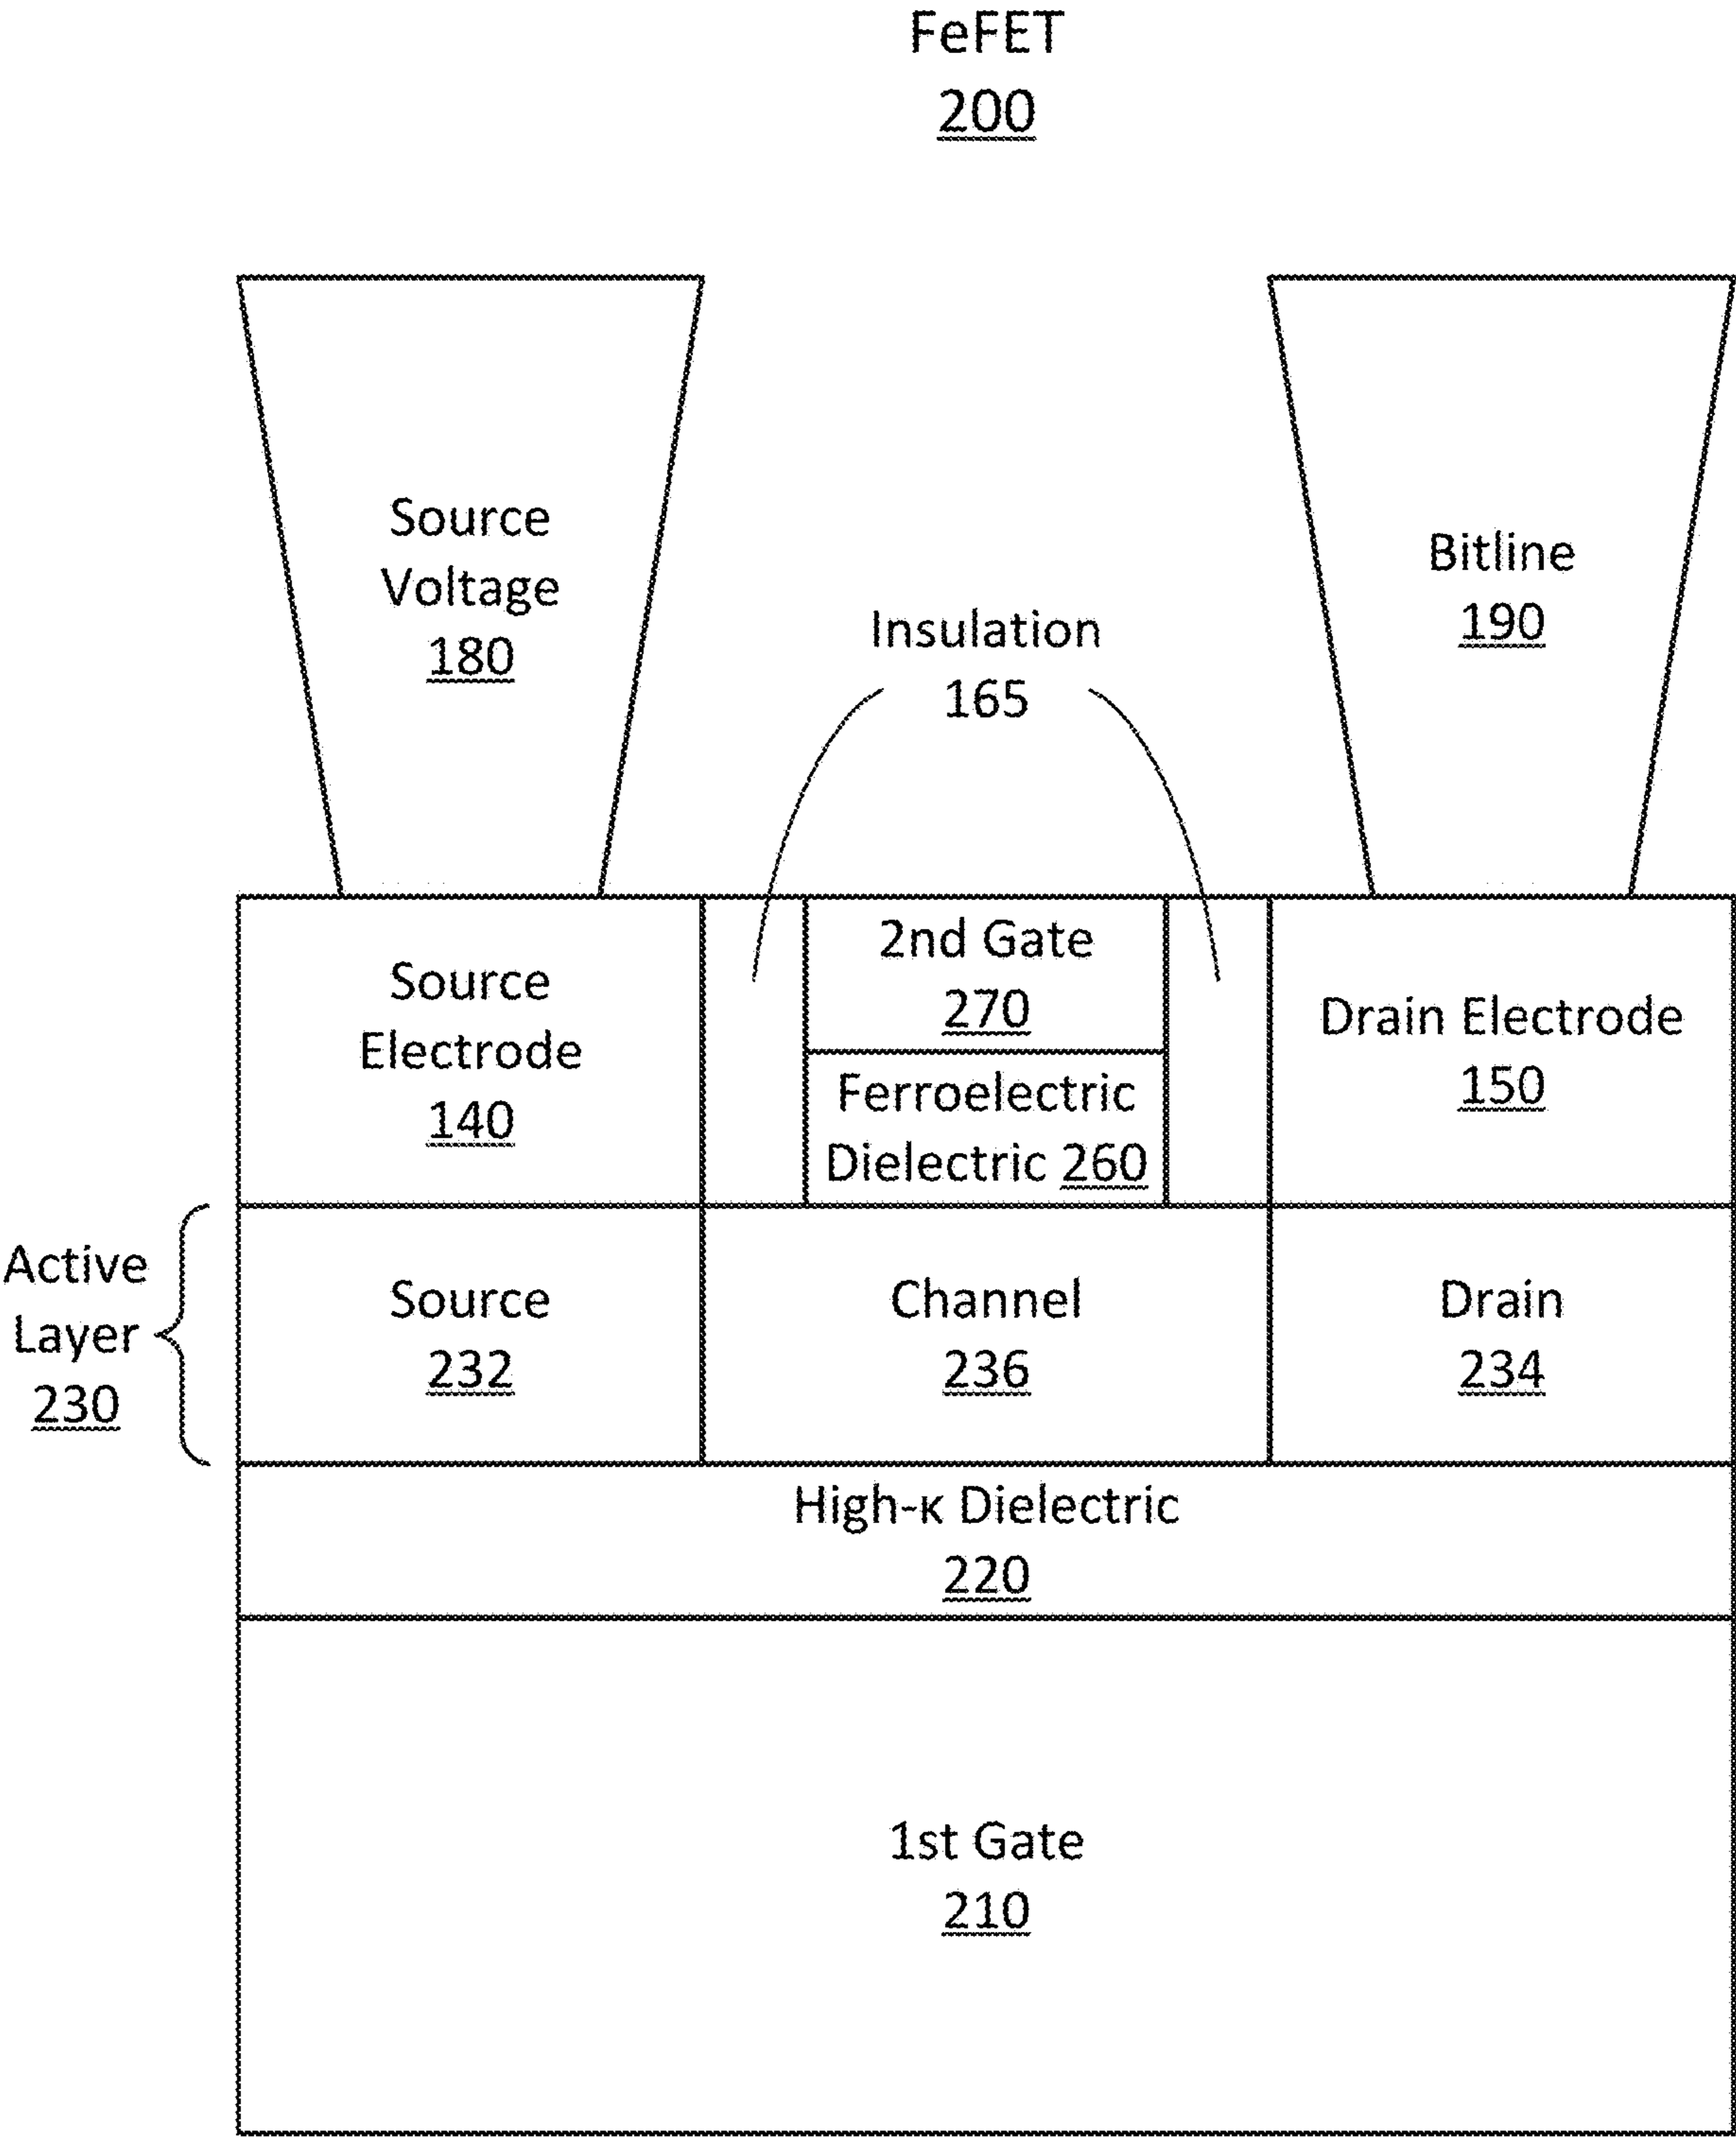 FeFET
200
Source
Voltage
180
Bitline
190
Insulation
165
Source
Electrode
140
2nd Gate
270
Ferroelectric
Dielectric 260
Drain Electrode
150
Active
Layer
230
Source
232
Channel
236
Drain
234
High-κ Dielectric
220
1st Gate
210